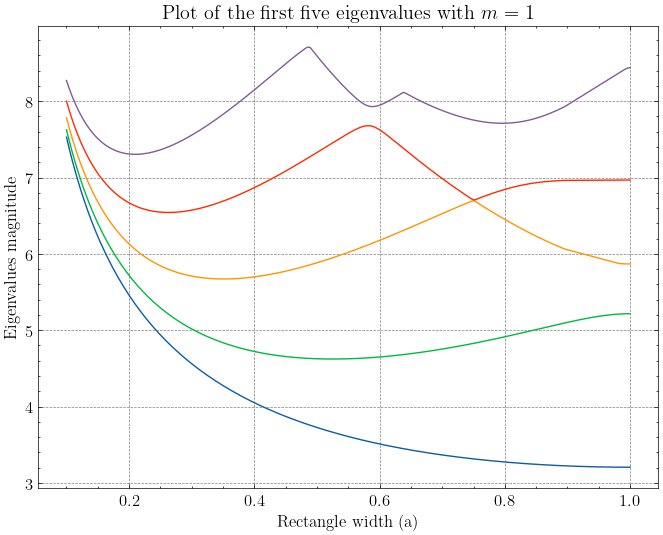 Plot of the first five eigenvalues with m = 1
Eigenvalues magnitude
8
7
6
5
4
3
0.2 0.4 0.6 0.8 1.0
Rectangle width (a)